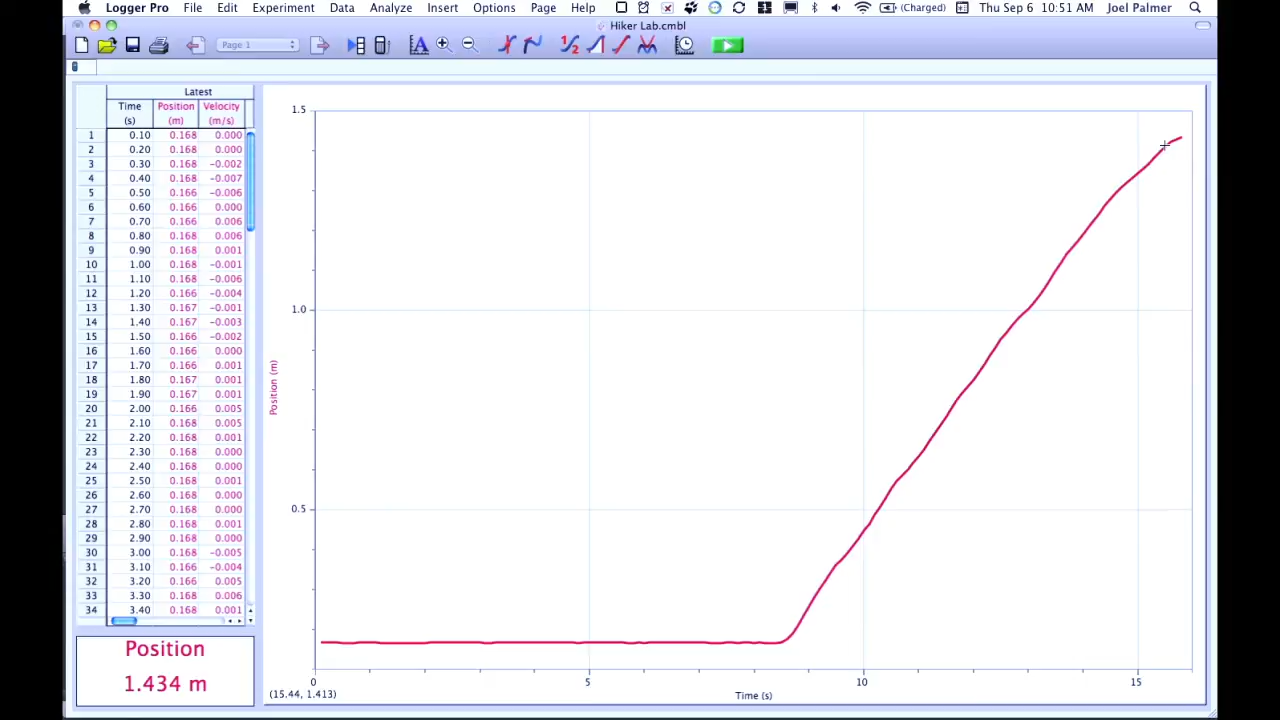 Logger Pro File Edit Experiment Data Analyze Insert Options Page Help (Charged) Thu Sep 6 10:51 AM Joel Palmer
Hiker Lab.cmbl
Page 1
Latest
Time Position Velocity
(s) (m) (m/s)
1 0.10 0.168 0.000
2 0.20 0.168 0.000
3 0.30 0.168 -0.002
4 0.40 0.168 -0.007
5 0.50 0.166 -0.006
6 0.60 0.166 0.000
7 0.70 0.166 0.006
8 0.80 0.168 0.006
9 0.90 0.168 0.001
10 1.00 0.168 -0.001
11 1.10 0.168 -0.006
12 1.20 0.166 -0.004
13 1.30 0.167 -0.001
14 1.40 0.167 -0.003
15 1.50 0.166 -0.002
16 1.60 0.166 0.000
17 1.70 0.166 0.001
18 1.80 0.167 0.001
19 1.90 0.167 0.001
20 2.00 0.166 0.005
21 2.10 0.168 0.005
22 2.20 0.168 0.001
23 2.30 0.168 0.000
24 2.40 0.168 0.000
25 2.50 0.168 0.001
26 2.60 0.168 0.000
27 2.70 0.168 0.000
28 2.80 0.168 0.001
29 2.90 0.168 0.000
30 3.00 0.168 -0.005
31 3.10 0.166 -0.004
32 3.20 0.166 0.005
33 3.30 0.168 0.006
34 3.40 0.168 0.001
Position
1.434 m
1.5
1.0
0.5
Position (m)
0 5 10 15
(15.44, 1.413)
Time (s)